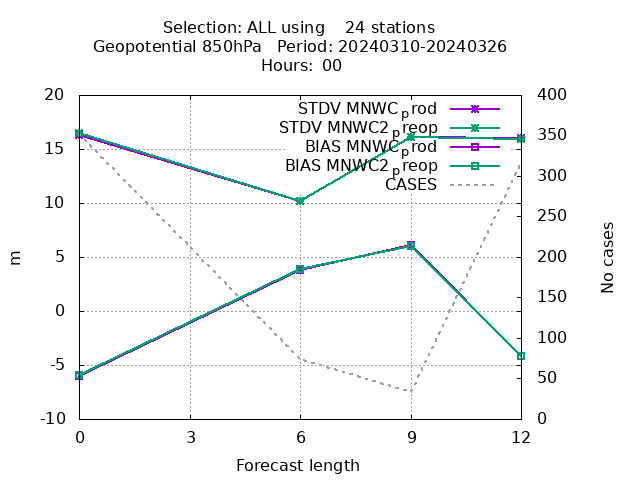 Selection: ALL using    24 stations
Geopotential 850hPa   Period: 20240310-20240326
Hours: 00
20
15
10
5
0
-5
-10
m
STDV MNWC_prod
STDV MNWC2_preop
BIAS MNWC_prod
BIAS MNWC2_preop
CASES
400
350
300
250
200
150
100
50
0
No cases
0 3 6 9 12
Forecast length